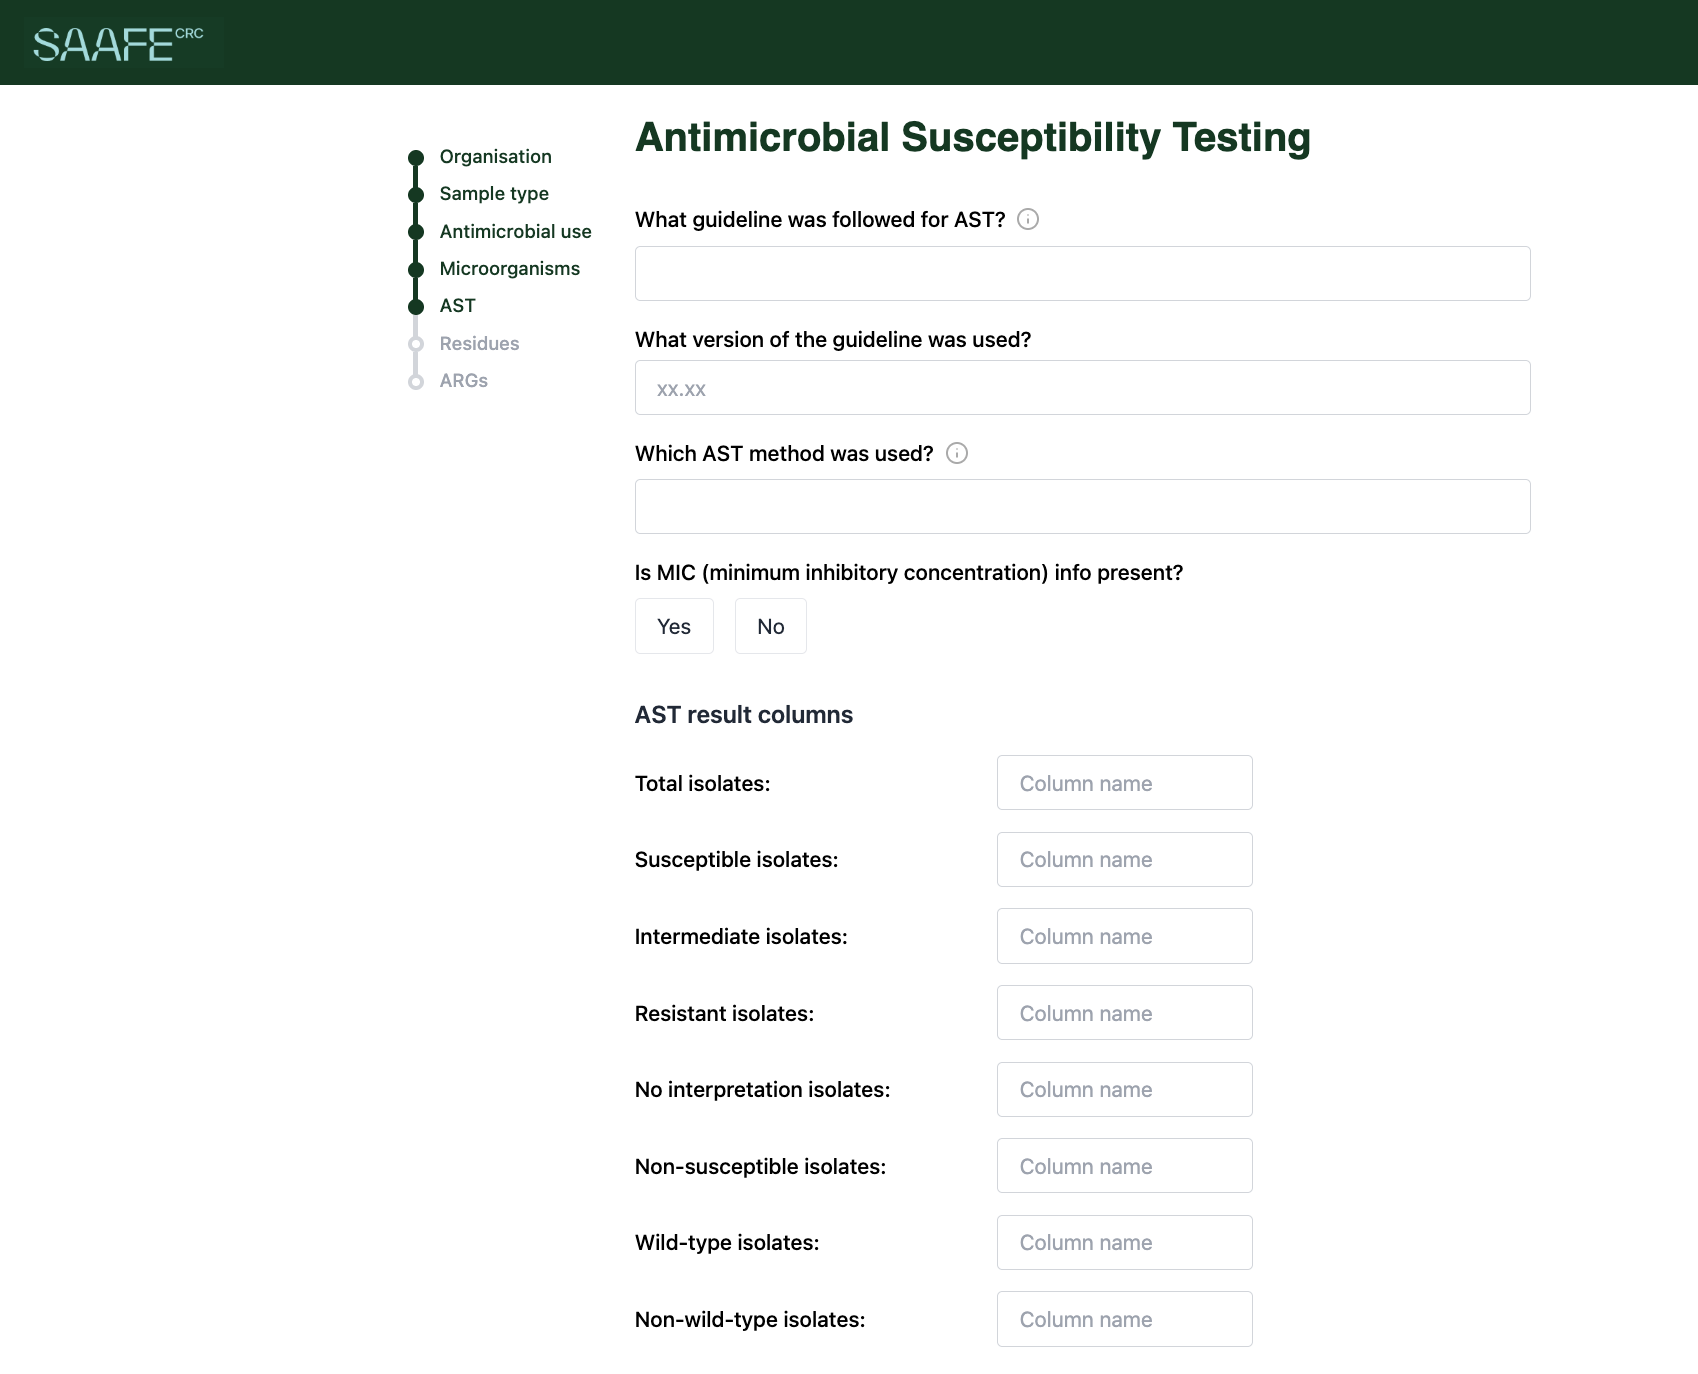 SAAFE CRC
Organisation
Sample type
Antimicrobial use
Microorganisms
AST
Residues
ARGs
Antimicrobial Susceptibility Testing
What guideline was followed for AST?
What version of the guideline was used?
xx.xx
Which AST method was used?
Is MIC (minimum inhibitory concentration) info present?
Yes No
AST result columns
Total isolates: Column name
Susceptible isolates: Column name
Intermediate isolates: Column name
Resistant isolates: Column name
No interpretation isolates: Column name
Non-susceptible isolates: Column name
Wild-type isolates: Column name
Non-wild-type isolates: Column name